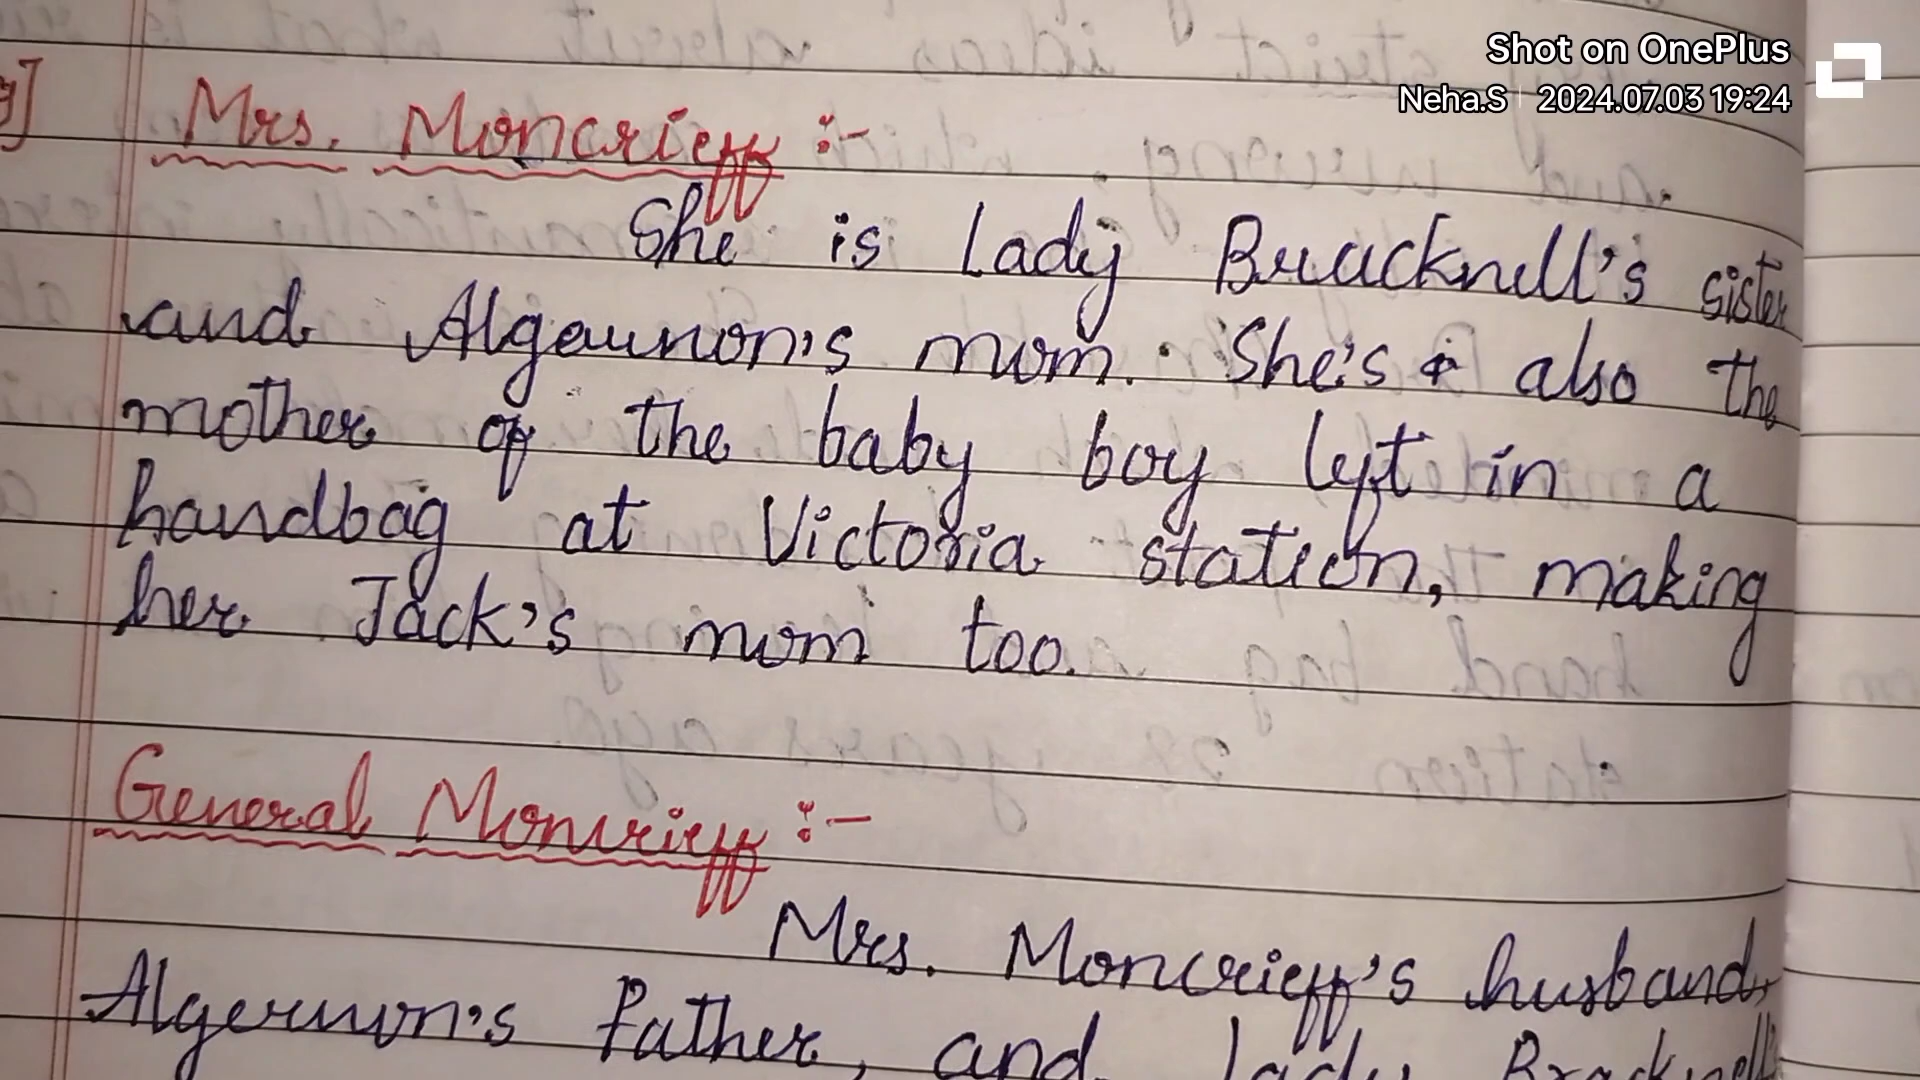 Shot on OnePlus
Neha.S | 2024.07.03 19:24
Mrs. Moncrieff :-
She is Lady Bracknell's sister
and Algernon's mom. She's also the
mother of the baby boy left in a
handbag at Victoria station, making
her Jack's mom too.
General Moncrieff :-
Mrs. Moncrieff's husband,
Algernon's Father, and Lady Bracknell's